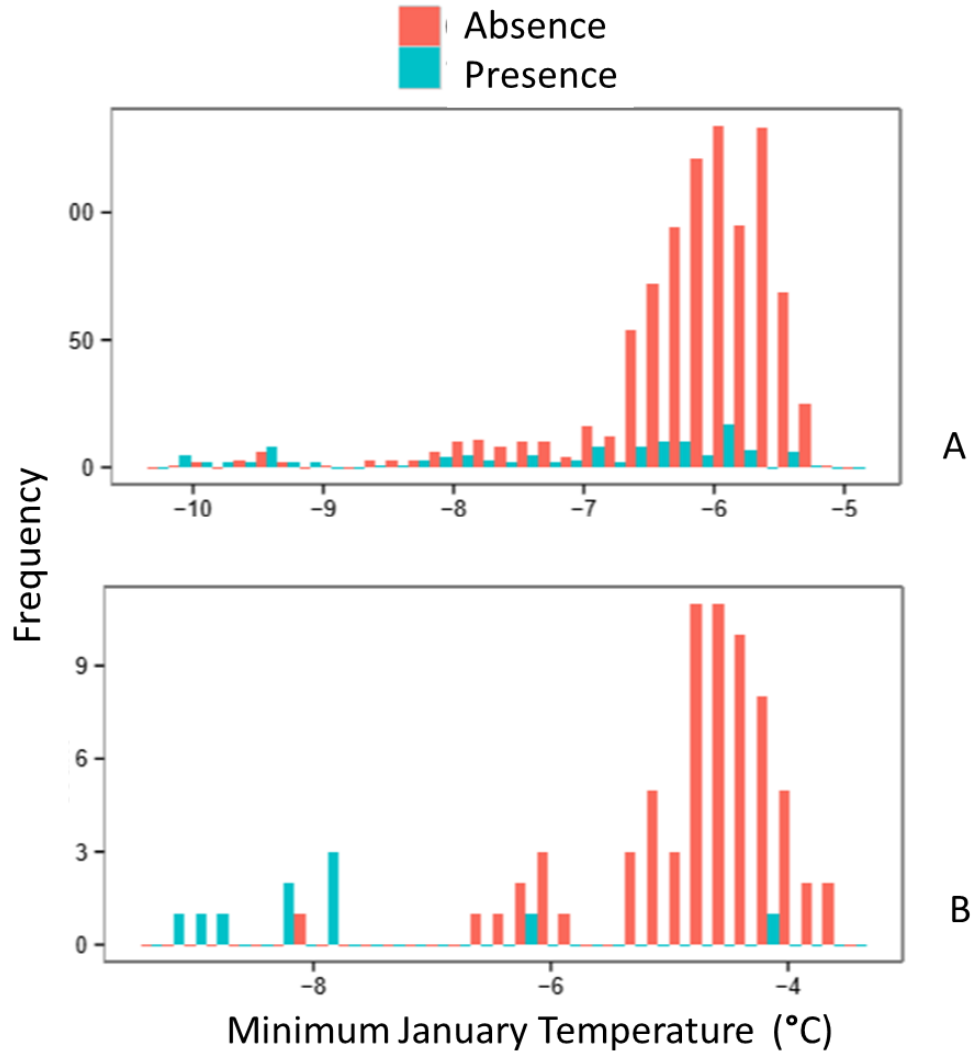 Absence
Presence
00
50
0
−10 −9 −8 −7 −6 −5
A
Frequency
9
6
3
0
−8 −6 −4
B
Minimum January Temperature (°C)